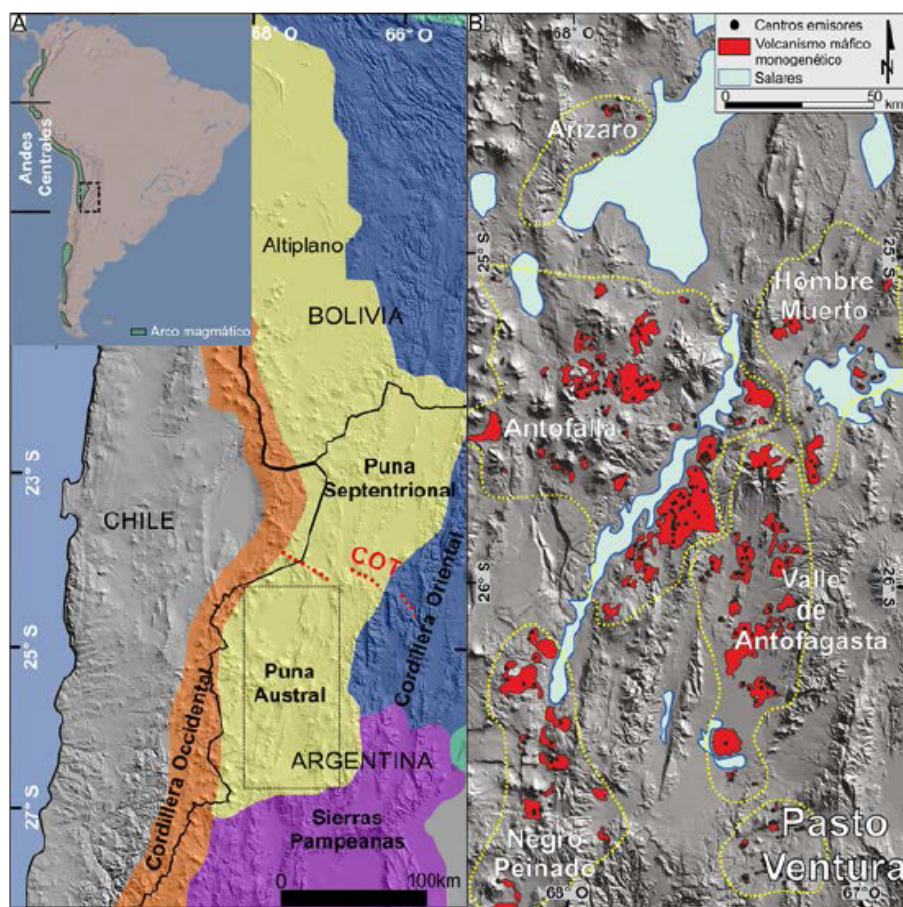 A
68° O
66° O
Andes
Centrales
Arco magmático
Altiplano
BOLIVIA
23° S
25° S
27° S
CHILE
Puna
Septentrional
COT
Cordillera Oriental
Puna
Austral
Cordillera Occidental
ARGENTINA
Sierras
Pampeanas
0
100km
B
68° O
Centros emisores
Volcanismo máfico
monogenético
Salares
N
0
50
km
Arizaro
25° S
25° S
Hombre
Muerto
Antofalla
26° S
26° S
Valle
de
Antofagasta
Negro
Peinado
Pasto
Ventura
68° O
67° O